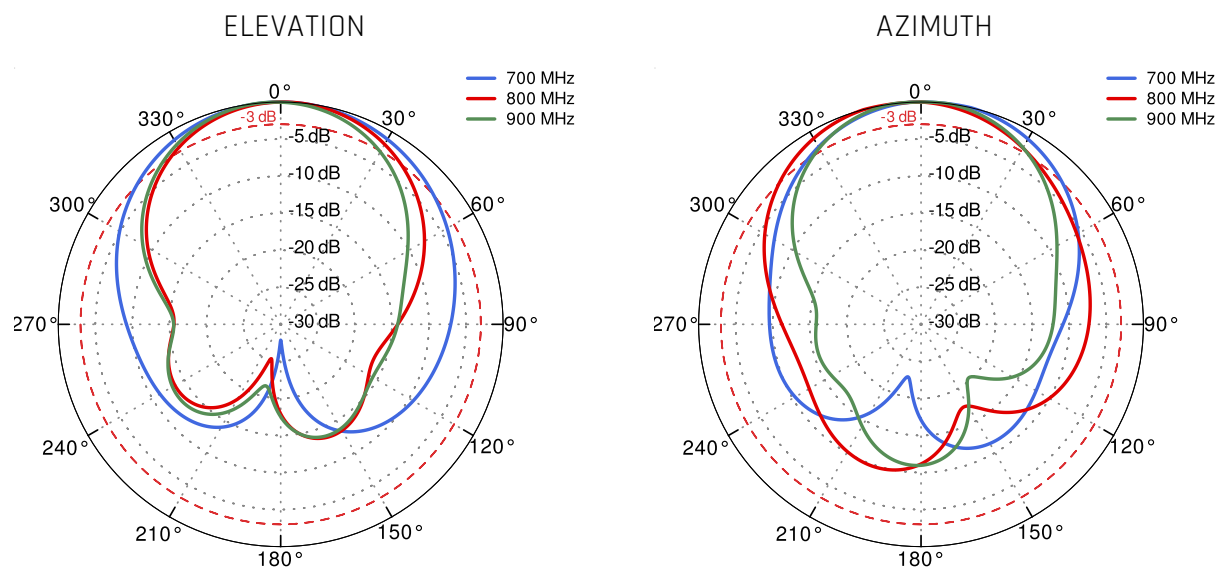 ELEVATION
700 MHz
800 MHz
900 MHz
0°
330°
30°
-3 dB
-5 dB
-10 dB
300°
60°
-15 dB
-20 dB
-25 dB
270°
-30 dB
90°
240°
120°
210°
150°
180°
AZIMUTH
700 MHz
800 MHz
900 MHz
0°
330°
30°
-3 dB
-5 dB
-10 dB
300°
60°
-15 dB
-20 dB
-25 dB
270°
-30 dB
90°
240°
120°
210°
150°
180°